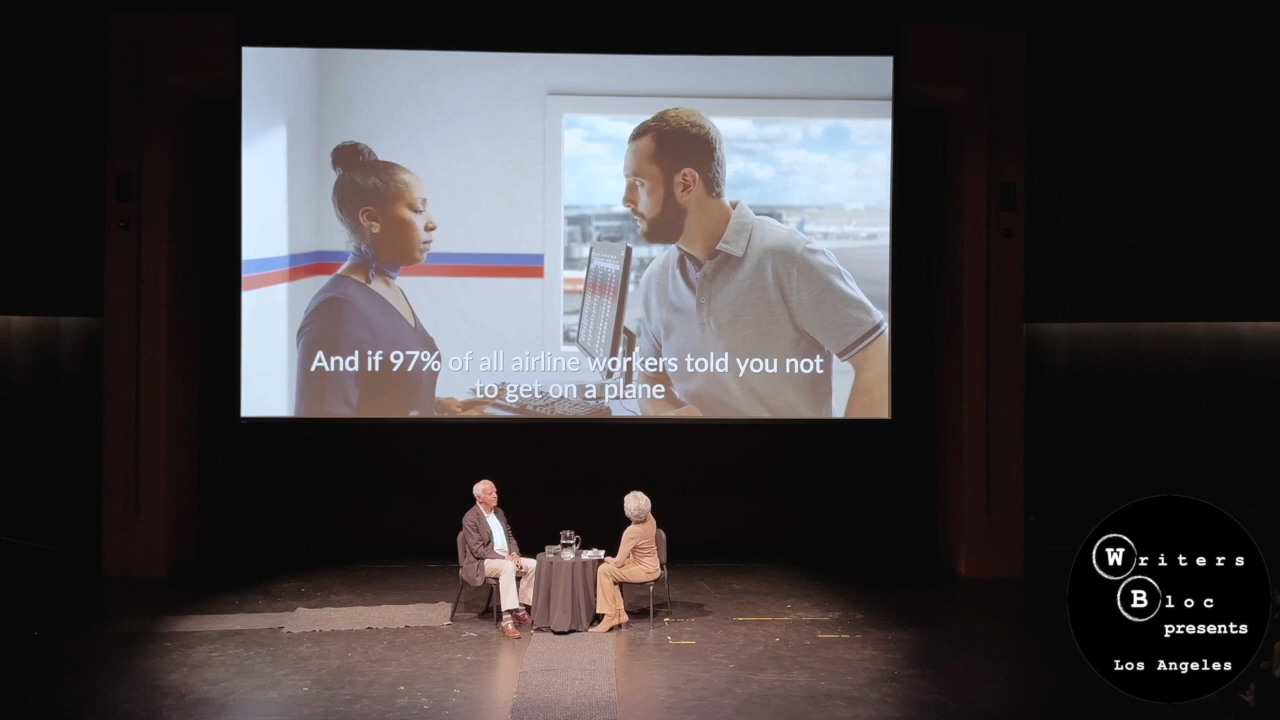 And if 97% of all airline workers told you not
to get on a plane
Writers
Bloc
presents
Los Angeles